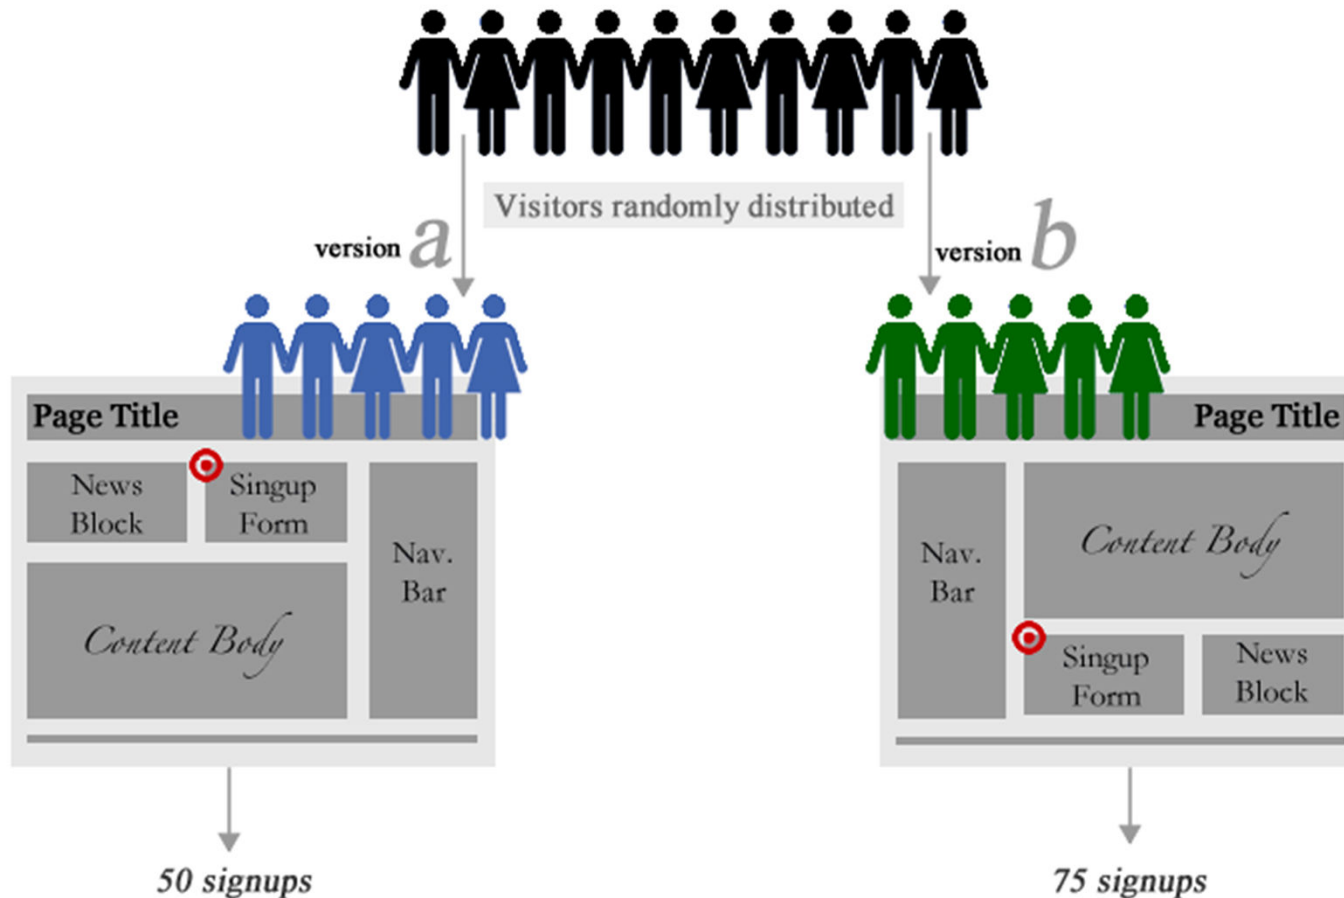 Visitors randomly distributed
version a
version b
Page Title
News
Block
Singup
Form
Nav.
Bar
Content Body
50 signups
Page Title
Nav.
Bar
Content Body
Singup
Form
News
Block
75 signups